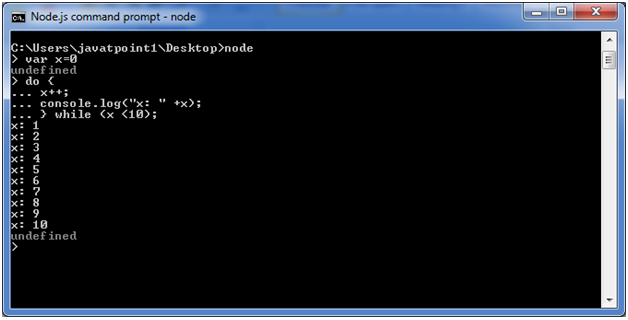 Node.js command prompt - node
C:\Users\javatpoint1\Desktop>node
> var x=0
undefined
> do {
... x++;
... console.log("x: " +x);
... } while (x <10);
x: 1
x: 2
x: 3
x: 4
x: 5
x: 6
x: 7
x: 8
x: 9
x: 10
undefined
>